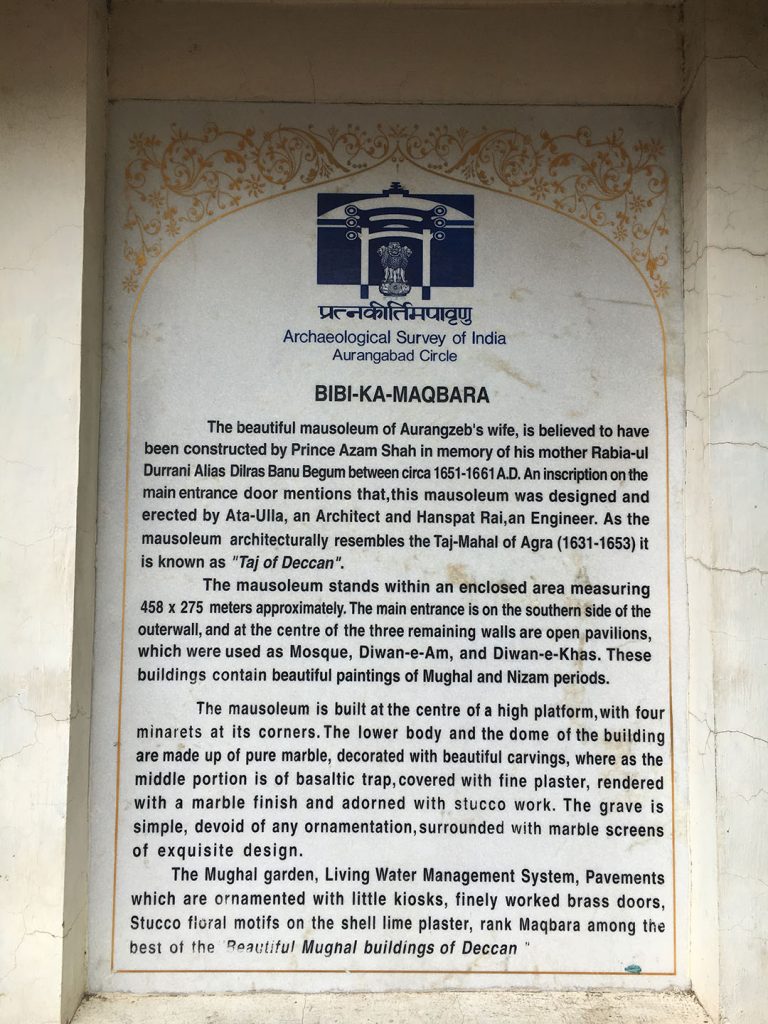 प्रत्नकीर्तिमपावृणु
Archaeological Survey of India
Aurangabad Circle
BIBI-KA-MAQBARA
The beautiful mausoleum of Aurangzeb's wife, is believed to have
been constructed by Prince Azam Shah in memory of his mother Rabia-ul
Durrani Alias Dilras Banu Begum between circa 1651-1661 A.D. An inscription on the
main entrance door mentions that,this mausoleum was designed and
erected by Ata-Ulla, an Architect and Hanspat Rai,an Engineer. As the
mausoleum architecturally resembles the Taj-Mahal of Agra (1631-1653) it
is known as "Taj of Deccan".
The mausoleum stands within an enclosed area measuring
458 x 275 meters approximately. The main entrance is on the southern side of the
outerwall, and at the centre of the three remaining walls are open pavilions,
which were used as Mosque, Diwan-e-Am, and Diwan-e-Khas. These
buildings contain beautiful paintings of Mughal and Nizam periods.
The mausoleum is built at the centre of a high platform,with four
minarets at its corners. The lower body and the dome of the building
are made up of pure marble, decorated with beautiful carvings, where as the
middle portion is of basaltic trap,covered with fine plaster, rendered
with a marble finish and adorned with stucco work. The grave is
simple, devoid of any ornamentation,surrounded with marble screens
of exquisite design.
The Mughal garden, Living Water Management System, Pavements
which are ornamented with little kiosks, finely worked brass doors,
Stucco floral motifs on the shell lime plaster, rank Maqbara among the
best of the "Beautiful Mughal buildings of Deccan "